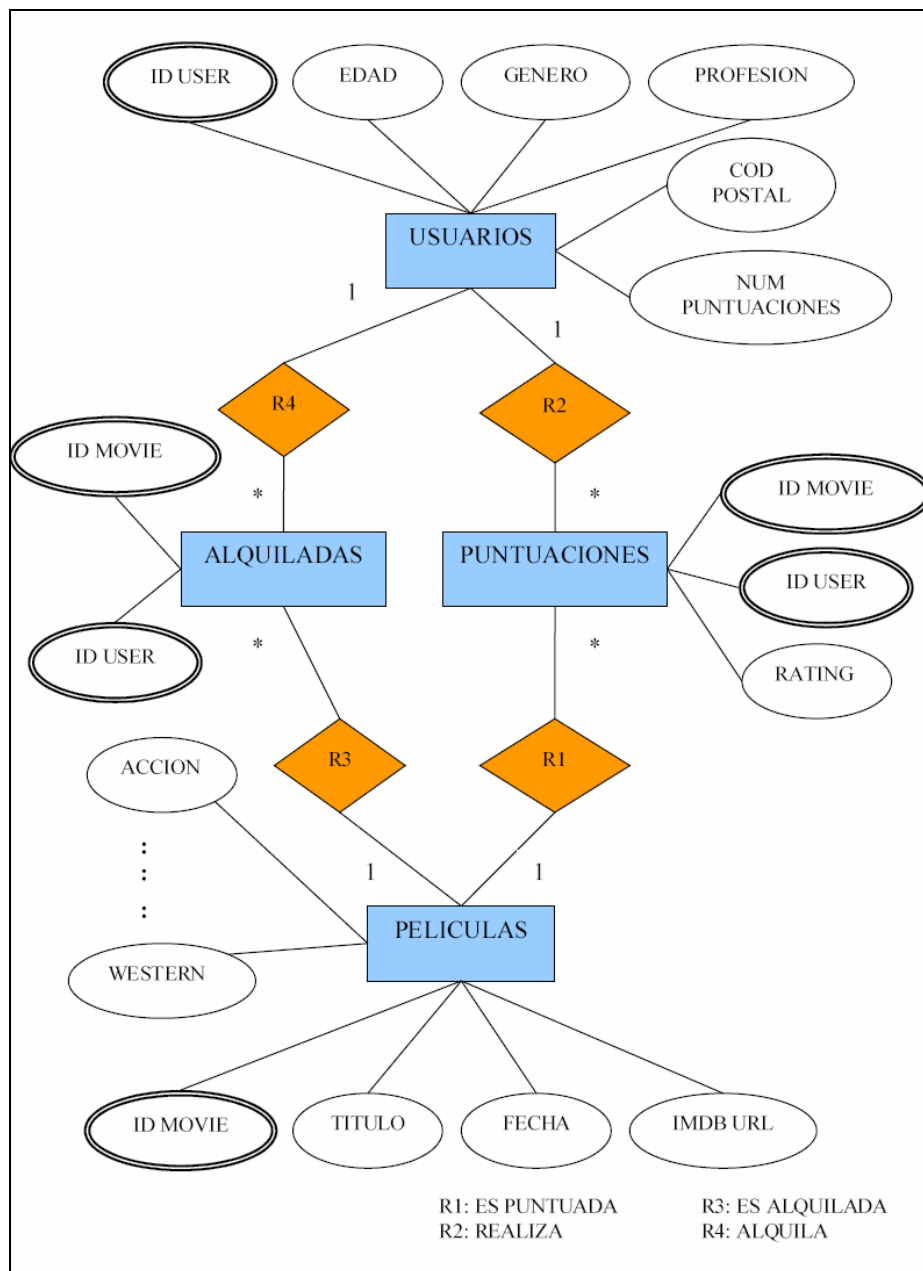 ID USER
EDAD
GENERO
PROFESION
COD
POSTAL
USUARIOS
NUM
PUNTUACIONES
1
1
R4
R2
ID MOVIE
*
*
ID MOVIE
ALQUILADAS
PUNTUACIONES
ID USER
*
*
ID USER
RATING
ACCION
R3
R1
:
:
:
1
1
PELICULAS
WESTERN
ID MOVIE
TITULO
FECHA
IMDB URL
R1: ES PUNTUADA
R3: ES ALQUILADA
R2: REALIZA
R4: ALQUILA